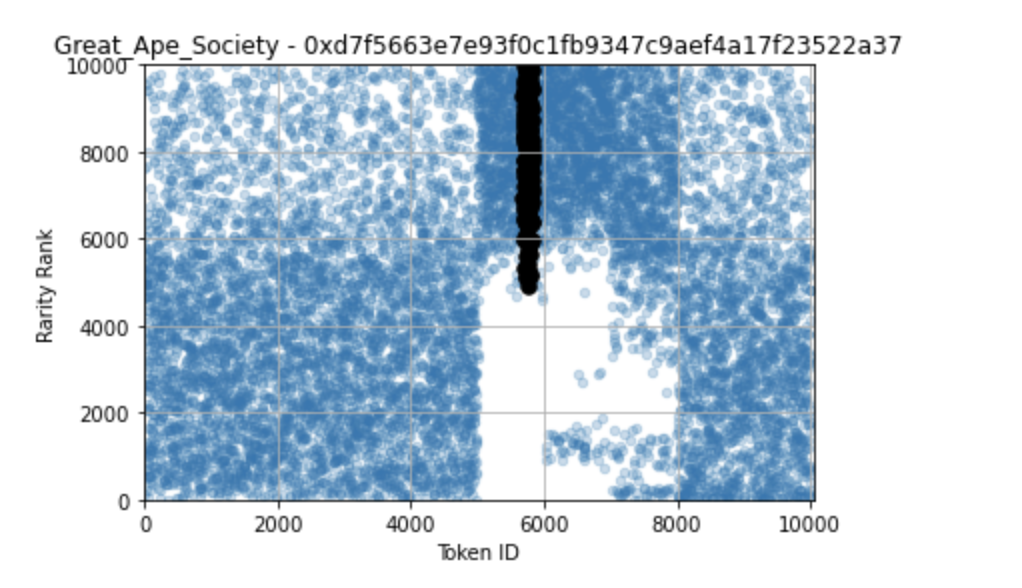 Great_Ape_Society - 0xd7f5663e7e93f0c1fb9347c9aef4a17f23522a37
10000
8000
6000
4000
2000
0
Rarity Rank
0 2000 4000 6000 8000 10000
Token ID